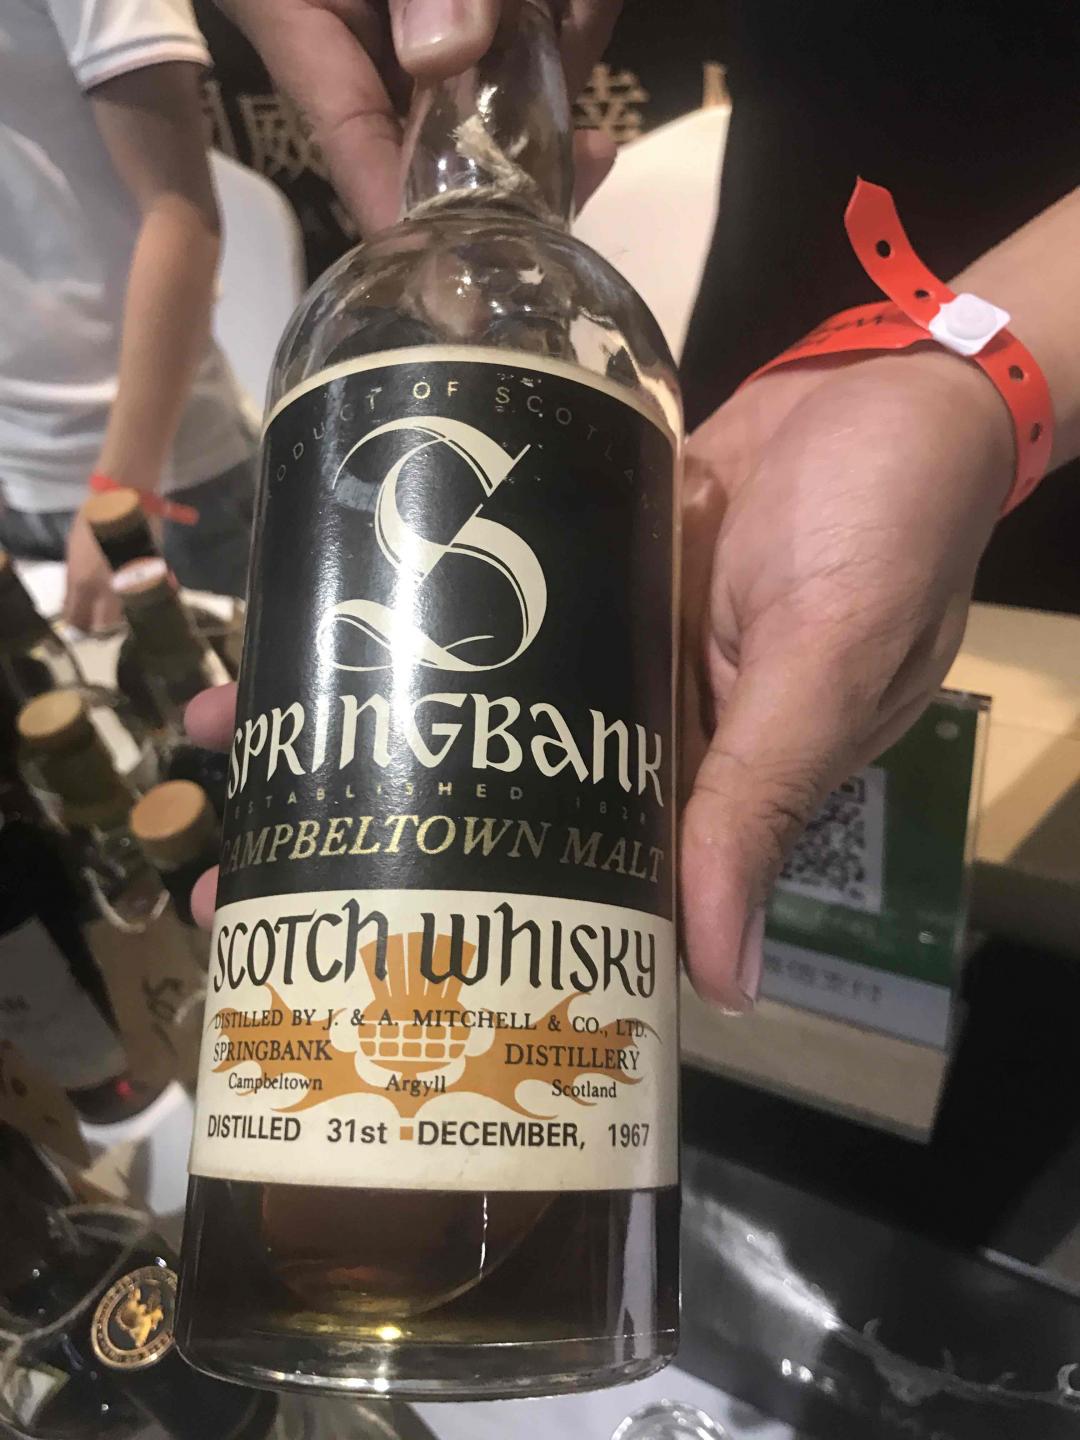 PRODUCT OF SCOTLAND
S
SPRINGBANK
ESTABLISHED 1828
CAMPBELTOWN MALT
SCOTCH WHISKY
DISTILLED BY J. & A. MITCHELL & CO., LTD.
SPRINGBANK DISTILLERY
Campbeltown Argyll Scotland
DISTILLED 31st DECEMBER, 1967